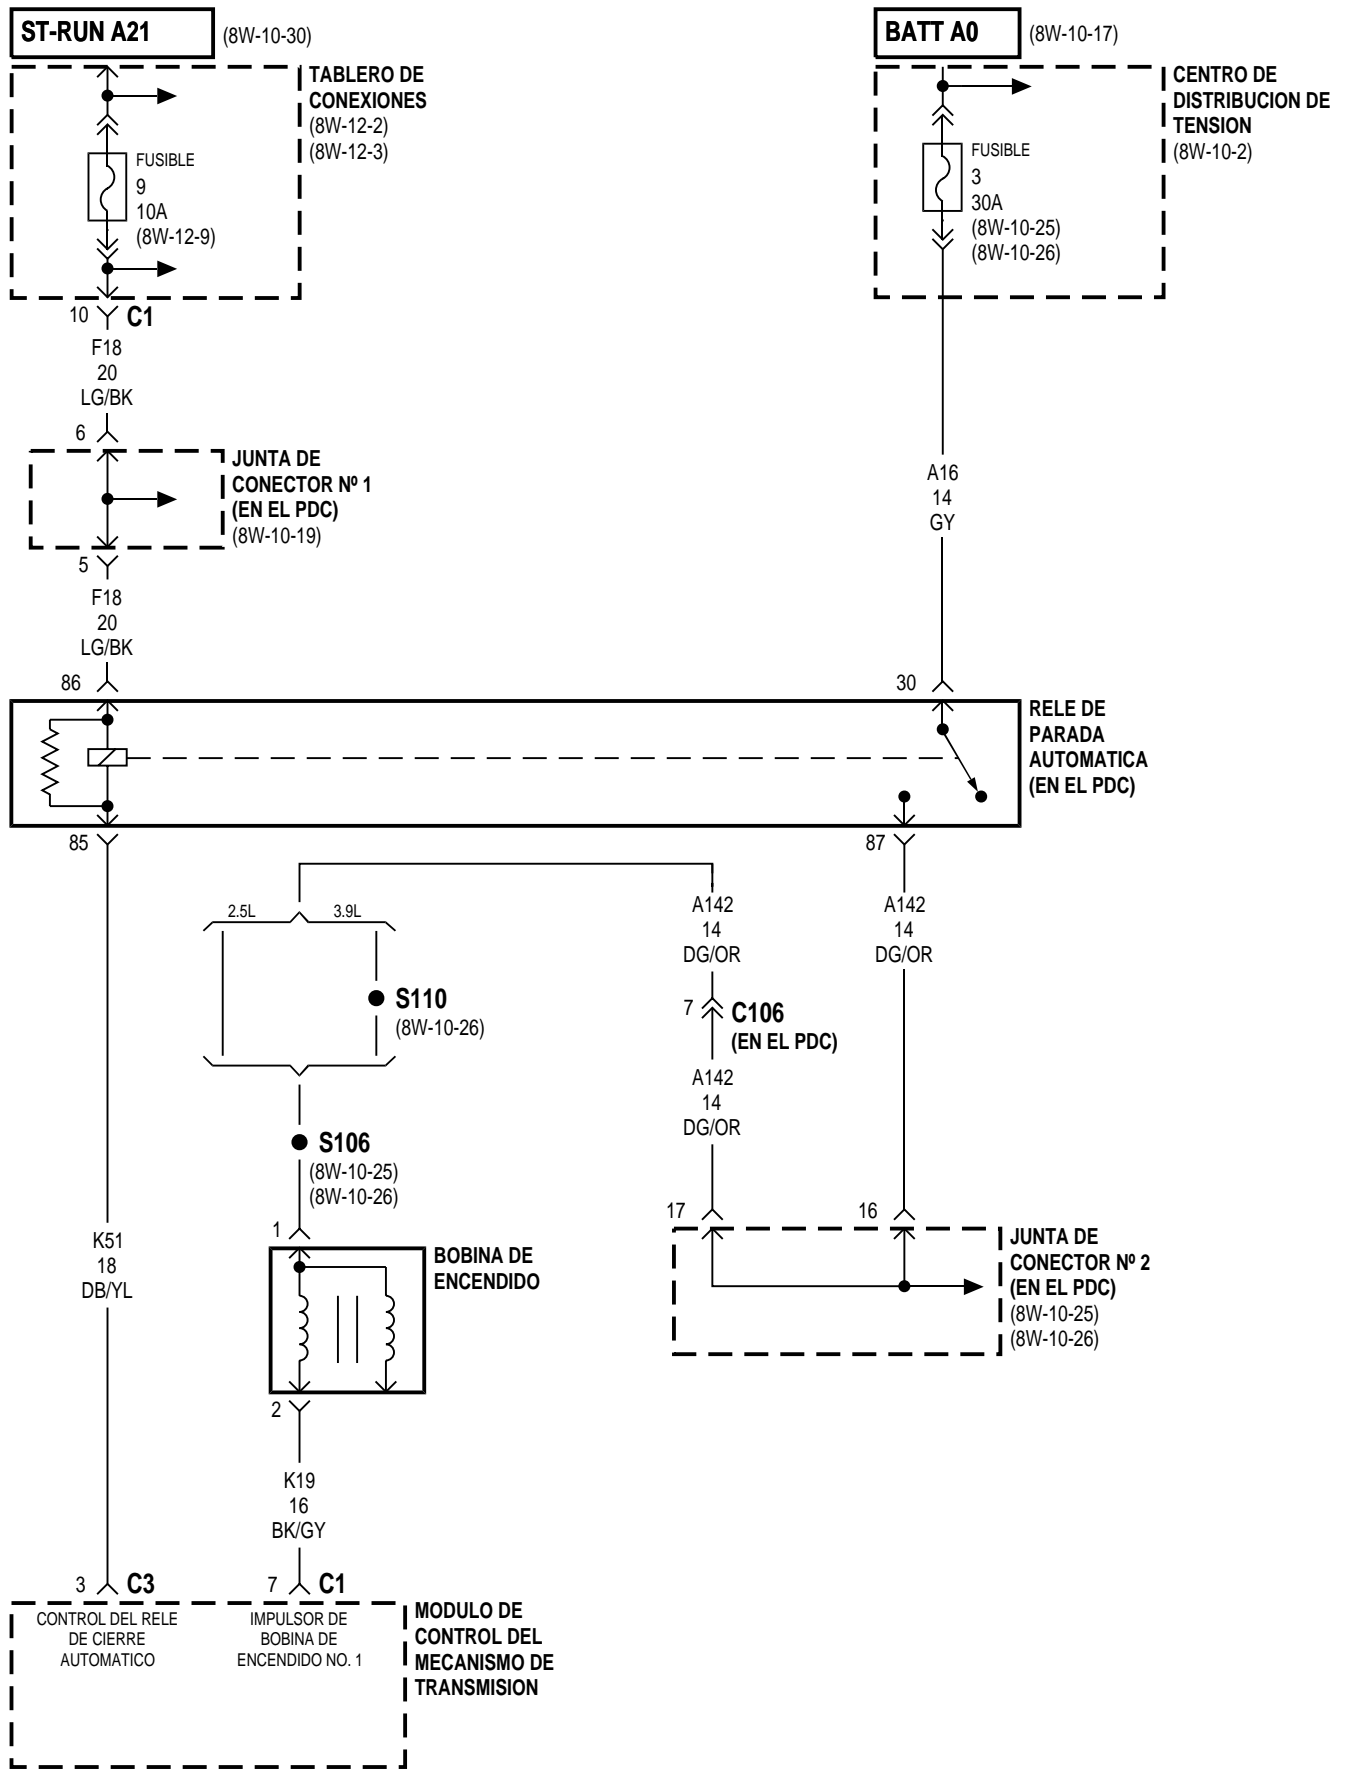 ST-RUN A21
(8W-10-30)
BATT A0
(8W-10-17)
TABLERO DE
CONEXIONES
(8W-12-2)
(8W-12-3)
FUSIBLE
9
10A
(8W-12-9)
CENTRO DE
DISTRIBUCION DE
TENSION
(8W-10-2)
FUSIBLE
3
30A
(8W-10-25)
(8W-10-26)
10
C1
F18
20
LG/BK
6
JUNTA DE
CONECTOR Nº 1
(EN EL PDC)
(8W-10-19)
5
F18
20
LG/BK
86
A16
14
GY
30
RELE DE
PARADA
AUTOMATICA
(EN EL PDC)
85
87
2.5L
3.9L
S110
(8W-10-26)
A142
14
DG/OR
A142
14
DG/OR
7
C106
(EN EL PDC)
A142
14
DG/OR
S106
(8W-10-25)
(8W-10-26)
17
16
1
JUNTA DE
CONECTOR Nº 2
(EN EL PDC)
(8W-10-25)
(8W-10-26)
BOBINA DE
ENCENDIDO
K51
18
DB/YL
2
K19
16
BK/GY
3
C3
7
C1
CONTROL DEL RELE
DE CIERRE
AUTOMATICO
IMPULSOR DE
BOBINA DE
ENCENDIDO NO. 1
MODULO DE
CONTROL DEL
MECANISMO DE
TRANSMISION